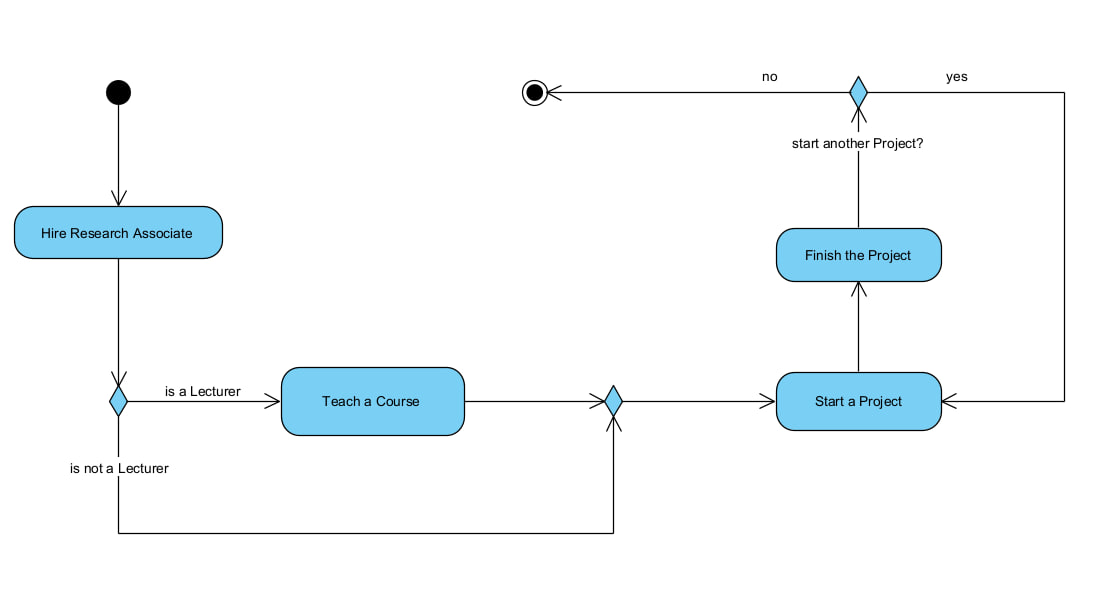 no
yes
start another Project?
Hire Research Associate
Finish the Project
is a Lecturer
Teach a Course
Start a Project
is not a Lecturer